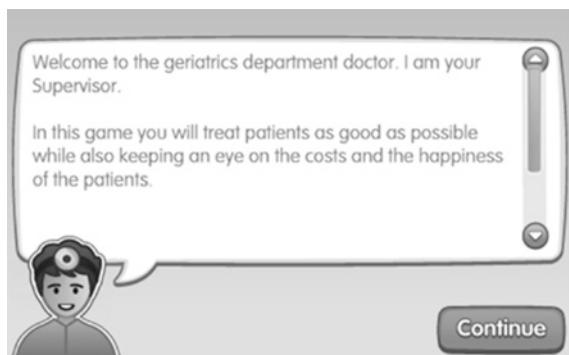 Welcome to the geriatrics department doctor. I am your
Supervisor.
In this game you will treat patients as good as possible
while also keeping an eye on the costs and the happiness
of the patients.
Continue